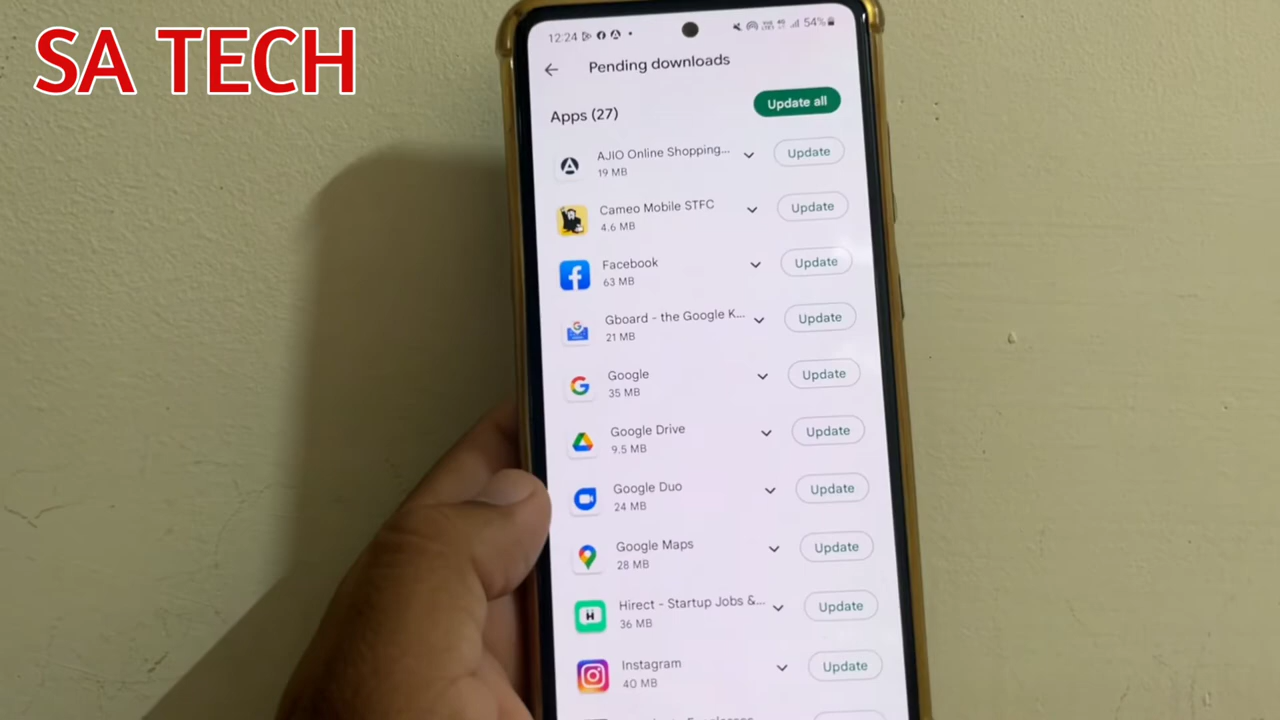 SA TECH
12:24
54%
Pending downloads
Apps (27)
Update all
AJIO Online Shopping...
19 MB
Update
Cameo Mobile STFC
4.6 MB
Update
Facebook
63 MB
Update
Gboard - the Google K...
21 MB
Update
Google
35 MB
Update
Google Drive
9.5 MB
Update
Google Duo
24 MB
Update
Google Maps
28 MB
Update
Hirect - Startup Jobs &...
36 MB
Update
Instagram
40 MB
Update